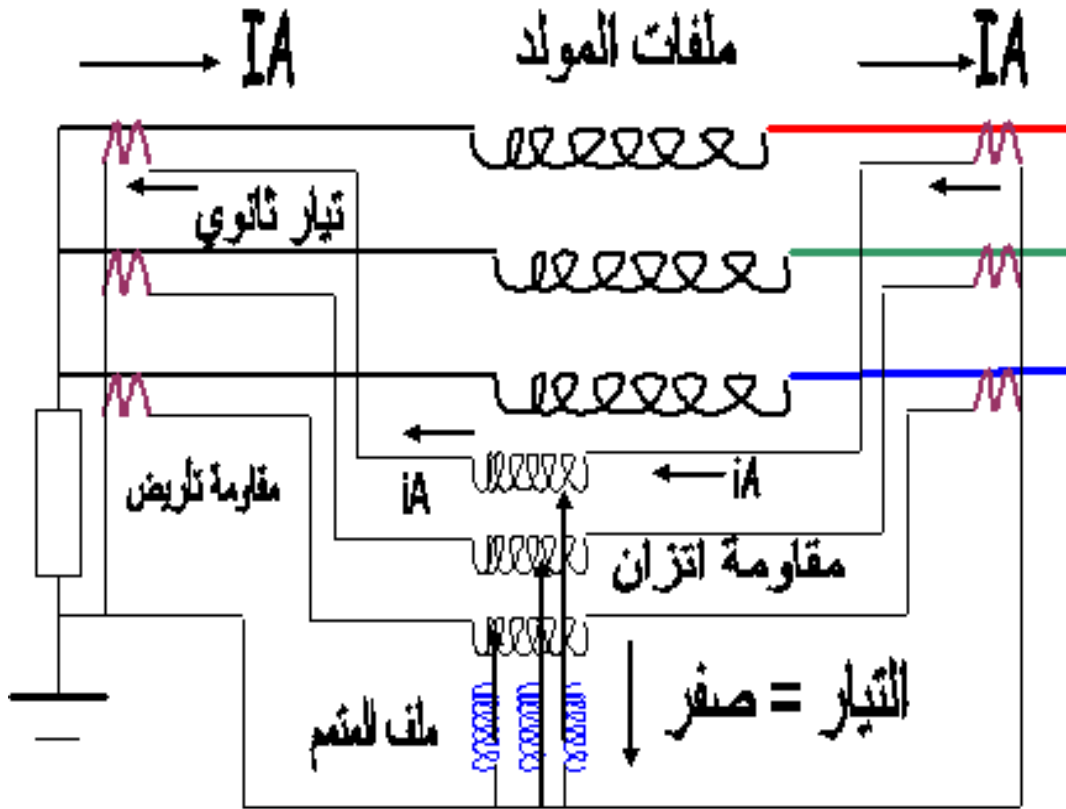 IA
ملفات المولد
IA
تيار ثانوي
iA
iA
مقاومة تأريض
مقاومة اتزان
ملف المتمم
التيار = صفر